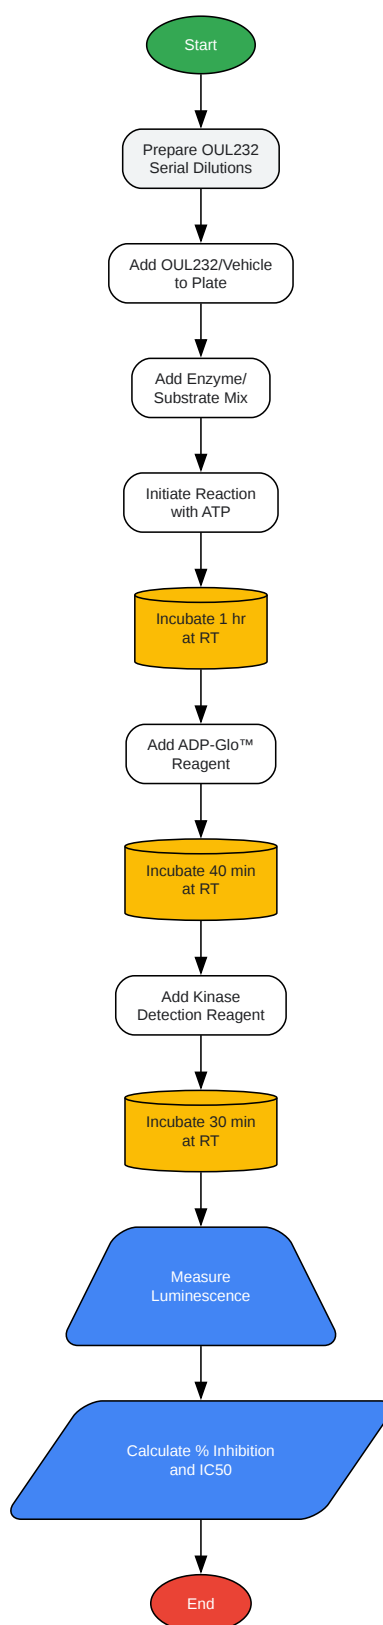 Start
Prepare OUL232
Serial Dilutions
Add OUL232/Vehicle
to Plate
Add Enzyme/
Substrate Mix
Initiate Reaction
with ATP
Incubate 1 hr
at RT
Add ADP-Glo™
Reagent
Incubate 40 min
at RT
Add Kinase
Detection Reagent
Incubate 30 min
at RT
Measure
Luminescence
Calculate % Inhibition
and IC50
End